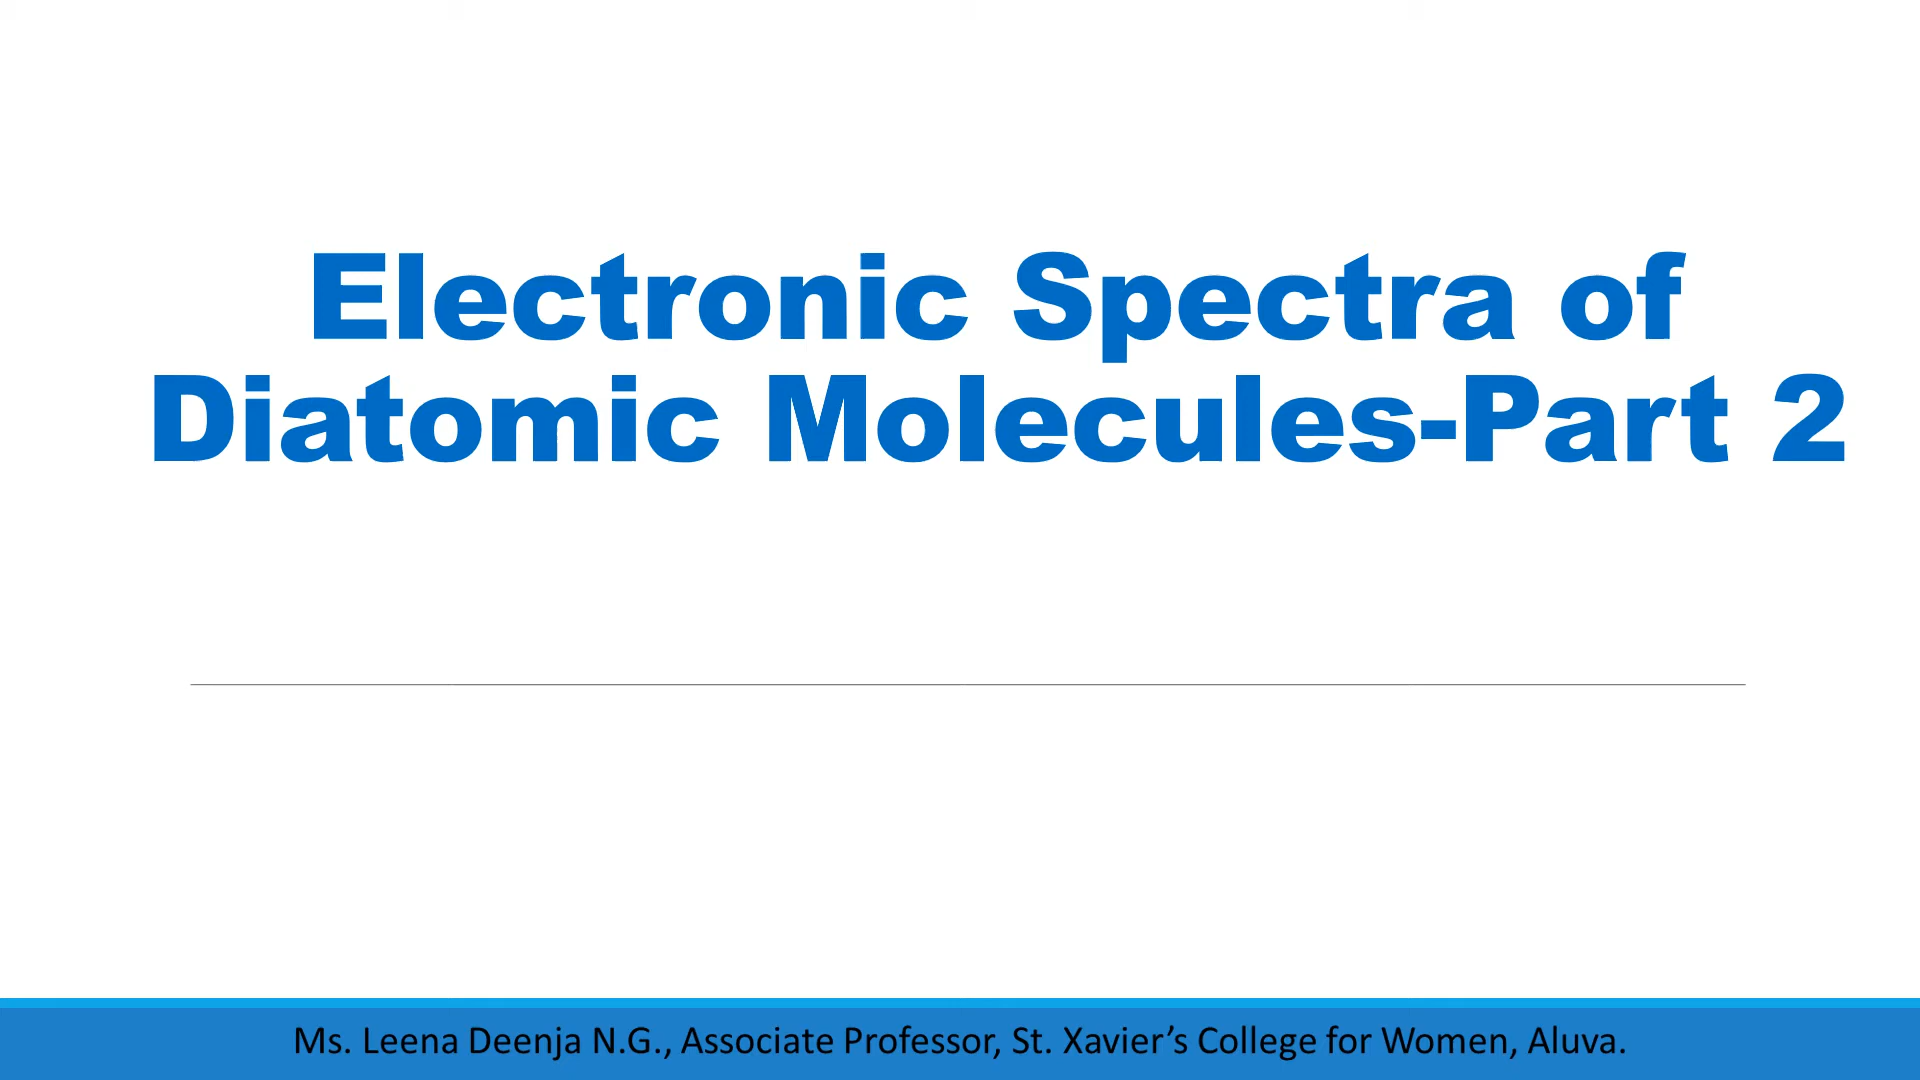 Electronic Spectra of
Diatomic Molecules-Part 2
Ms. Leena Deenja N.G., Associate Professor, St. Xavier’s College for Women, Aluva.